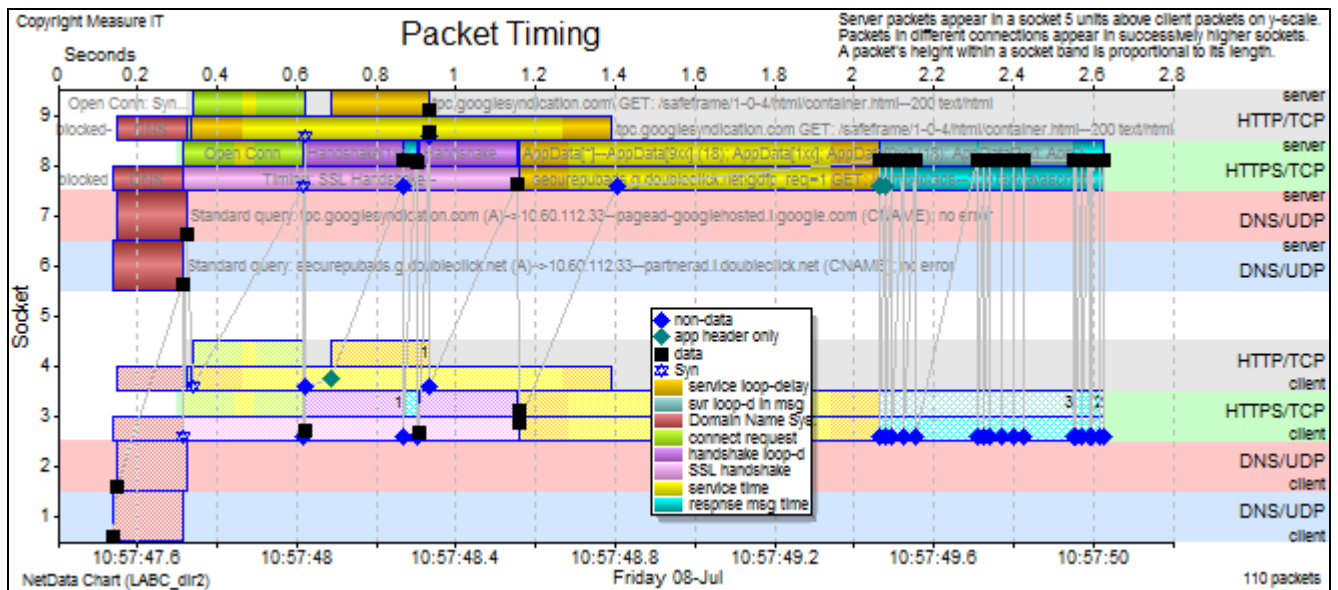 Copyright Measure IT
Packet Timing
Server packets appear in a socket 5 units above client packets on y-scale.
Packets in different connections appear in successively higher sockets.
A packet's height within a socket band is proportional to its length.
Seconds
0 0.2 0.4 0.6 0.8 1 1.2 1.4 1.6 1.8 2 2.2 2.4 2.6 2.8
Open Conn: Syn...
tpc.googlesyndication.com\ GET: /safeframe/1-0-4/html/container.html--200 text/html
server
9
HTTP/TCP
blocked- DNS
tpc.googlesyndication.com GET: /safeframe/1-0-4/html/container.html--200 text/html
Open Conn Handshake AppData[*]--AppData[9xx] (18), AppData[1xx],
server
8
HTTPS/TCP
blocked DNS Timing: SSL Handshake-- securepubads.g.doubleclick.net GET
server
7
Standard query: tpc.googlesyndication.com (A)->10.60.112.33--pagead-googlehosted.l.google.com (CNAME); no error
DNS/UDP
server
6
Standard query: securepubads.g.doubleclick.net (A)->10.60.112.33--partnerad.l.doubleclick.net (CNAME); no error
DNS/UDP
Socket
5
4
1
HTTP/TCP
client
3
1
3 2
HTTPS/TCP
client
2
DNS/UDP
client
1
DNS/UDP
client
non-data
app header only
data
Syn
service loop-delay
svr loop-d in msg
Domain Name Sys
connect request
handshake loop-d
SSL handshake
service time
respnse msg time
10:57:47.6 10:57:48 10:57:48.4 10:57:48.8 10:57:49.2 10:57:49.6 10:57:50
NetData Chart (LABC_dir2)
Friday 08-Jul
110 packets